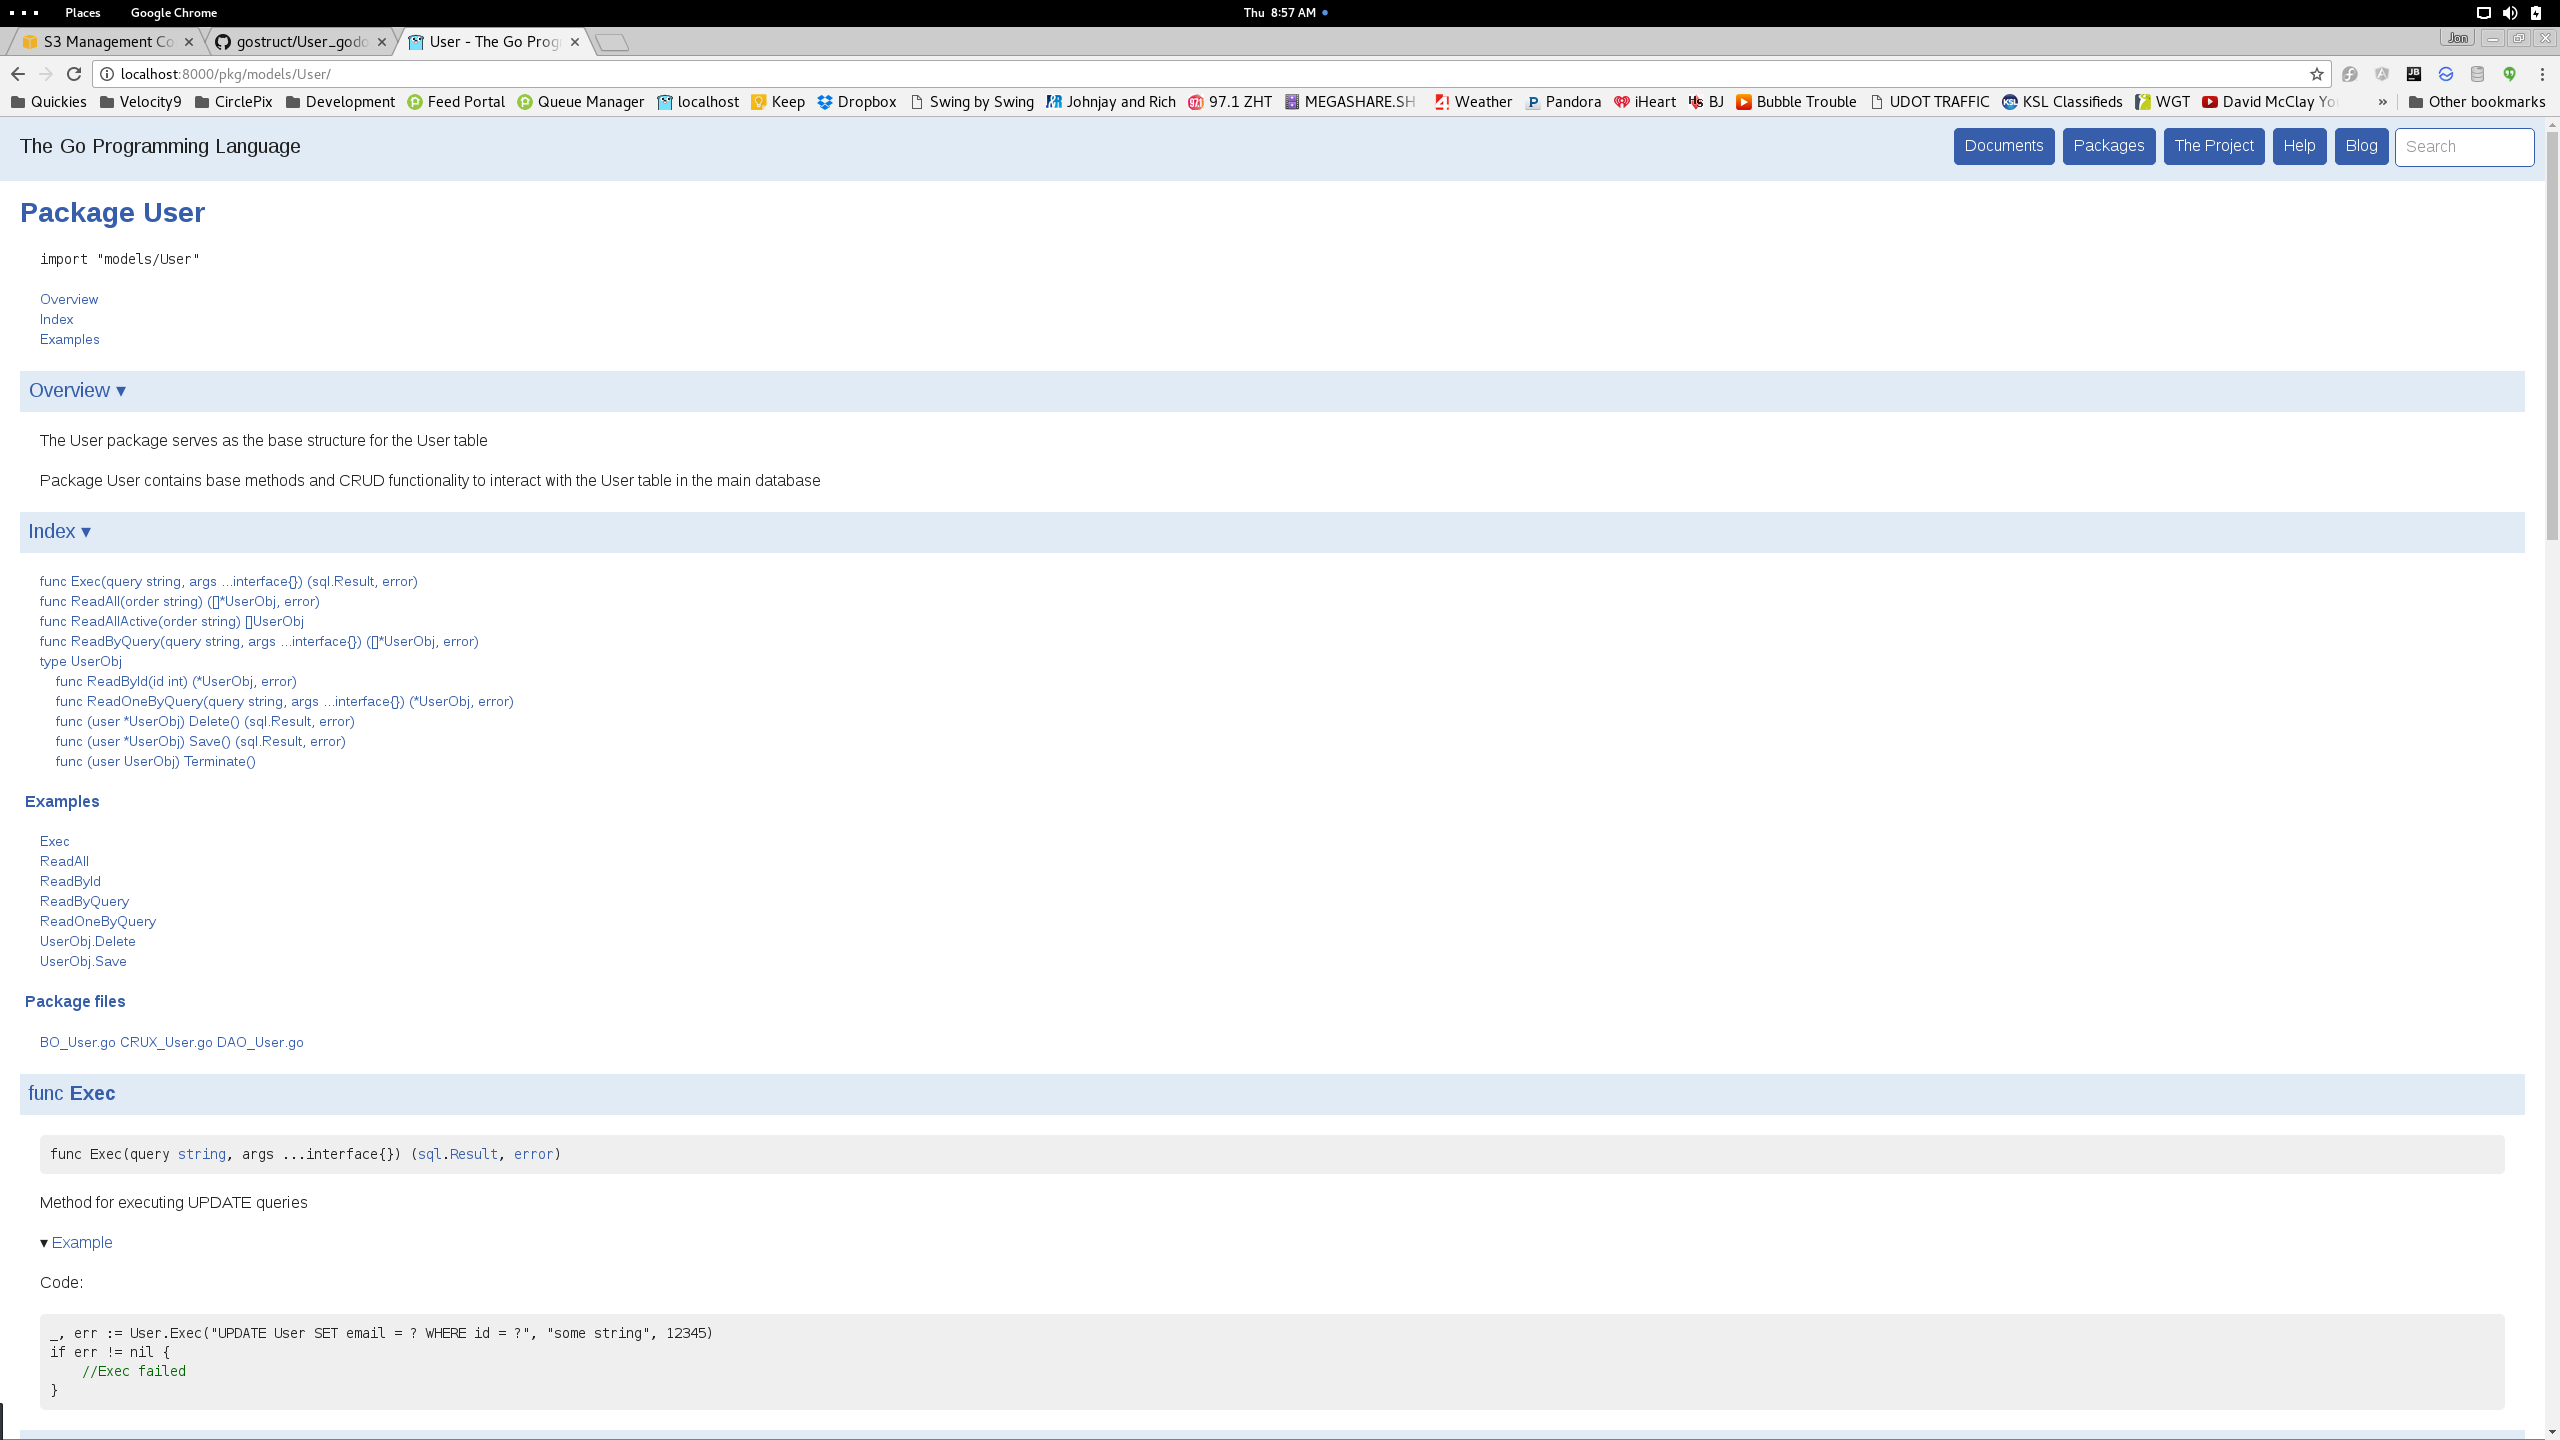 Places Google Chrome Thu 8:57 AM
S3 Management Co gostruct/User_godo User - The Go Prog Jon
localhost:8000/pkg/models/User/
Quickies Velocity9 CirclePix Development Feed Portal Queue Manager localhost Keep Dropbox Swing by Swing Johnjay and Rich 97.1 ZHT MEGASHARE.SH Weather Pandora iHeart BJ Bubble Trouble UDOT TRAFFIC KSL Classifieds WGT David McClay You » Other bookmarks
The Go Programming Language Documents Packages The Project Help Blog Search
Package User
import "models/User"
Overview
Index
Examples
Overview ▾
The User package serves as the base structure for the User table
Package User contains base methods and CRUD functionality to interact with the User table in the main database
Index ▾
func Exec(query string, args ...interface{}) (sql.Result, error)
func ReadAll(order string) ([]*UserObj, error)
func ReadAllActive(order string) []UserObj
func ReadByQuery(query string, args ...interface{}) ([]*UserObj, error)
type UserObj
func ReadById(id int) (*UserObj, error)
func ReadOneByQuery(query string, args ...interface{}) (*UserObj, error)
func (user *UserObj) Delete() (sql.Result, error)
func (user *UserObj) Save() (sql.Result, error)
func (user UserObj) Terminate()
Examples
Exec
ReadAll
ReadById
ReadByQuery
ReadOneByQuery
UserObj.Delete
UserObj.Save
Package files
BO_User.go CRUX_User.go DAO_User.go
func Exec
func Exec(query string, args ...interface{}) (sql.Result, error)
Method for executing UPDATE queries
▾ Example
Code:
_, err := User.Exec("UPDATE User SET email = ? WHERE id = ?", "some string", 12345)
if err != nil {
//Exec failed
}